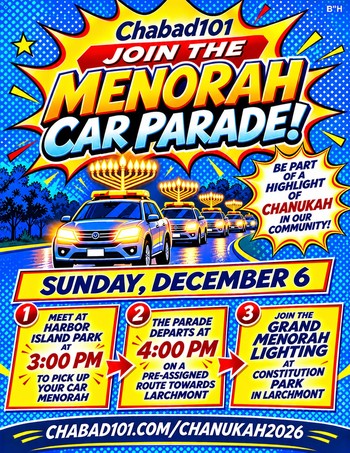 B"H
Chabad101
JOIN THE
MENORAH
CAR PARADE!
BE PART
OF A
HIGHLIGHT
OF
CHANUKAH
IN OUR
COMMUNITY!
SUNDAY, DECEMBER 6
1
MEET AT
HARBOR
ISLAND PARK
AT
3:00 PM
TO PICK UP
YOUR CAR
MENORAH
2
THE PARADE
DEPARTS AT
4:00 PM
ON A
PRE-ASSIGNED
ROUTE TOWARDS
LARCHMONT
3
JOIN THE
GRAND
MENORAH
LIGHTING
AT
CONSTITUTION
PARK
IN LARCHMONT
CHABAD101.COM/CHANUKAH2026